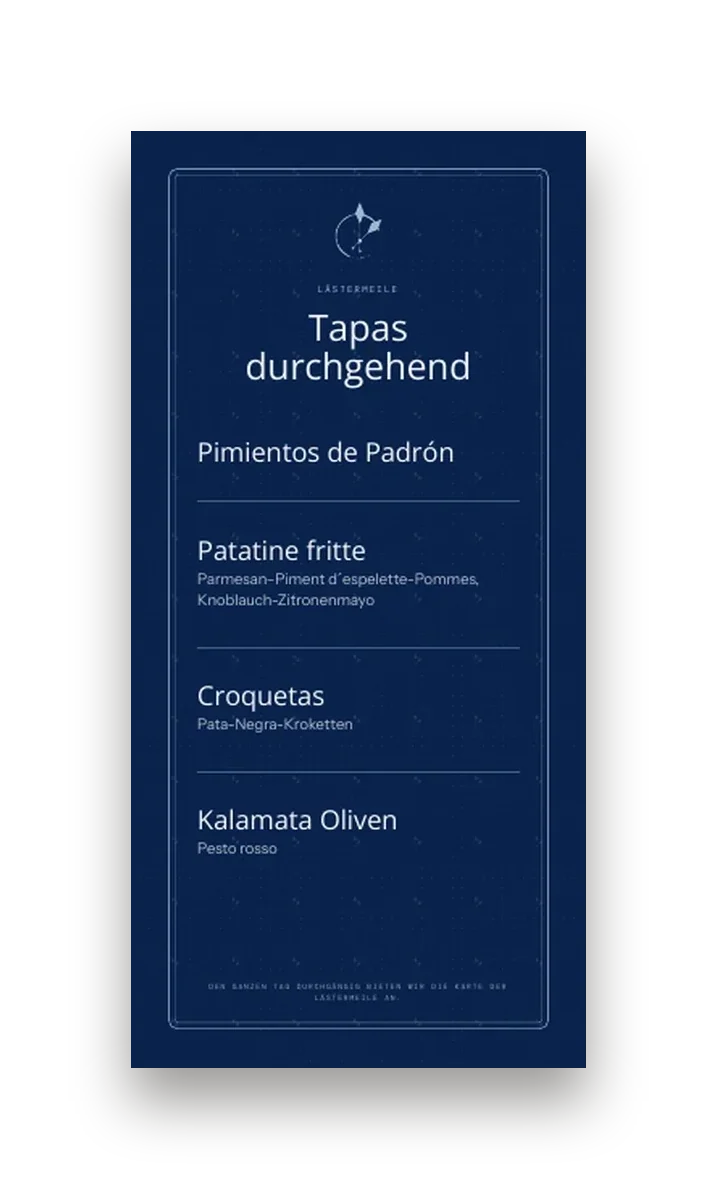 LÄSTERMEILE
Tapas
durchgehend
Pimientos de Padrón
Patatine fritte
Parmesan-Piment d´espelette-Pommes,
Knoblauch-Zitronenmayo
Croquetas
Pata-Negra-Kroketten
Kalamata Oliven
Pesto rosso
DEN GANZEN TAG DURCHGÄNGIG BIETEN WIR DIE KARTE DER
LÄSTERMEILE AN.